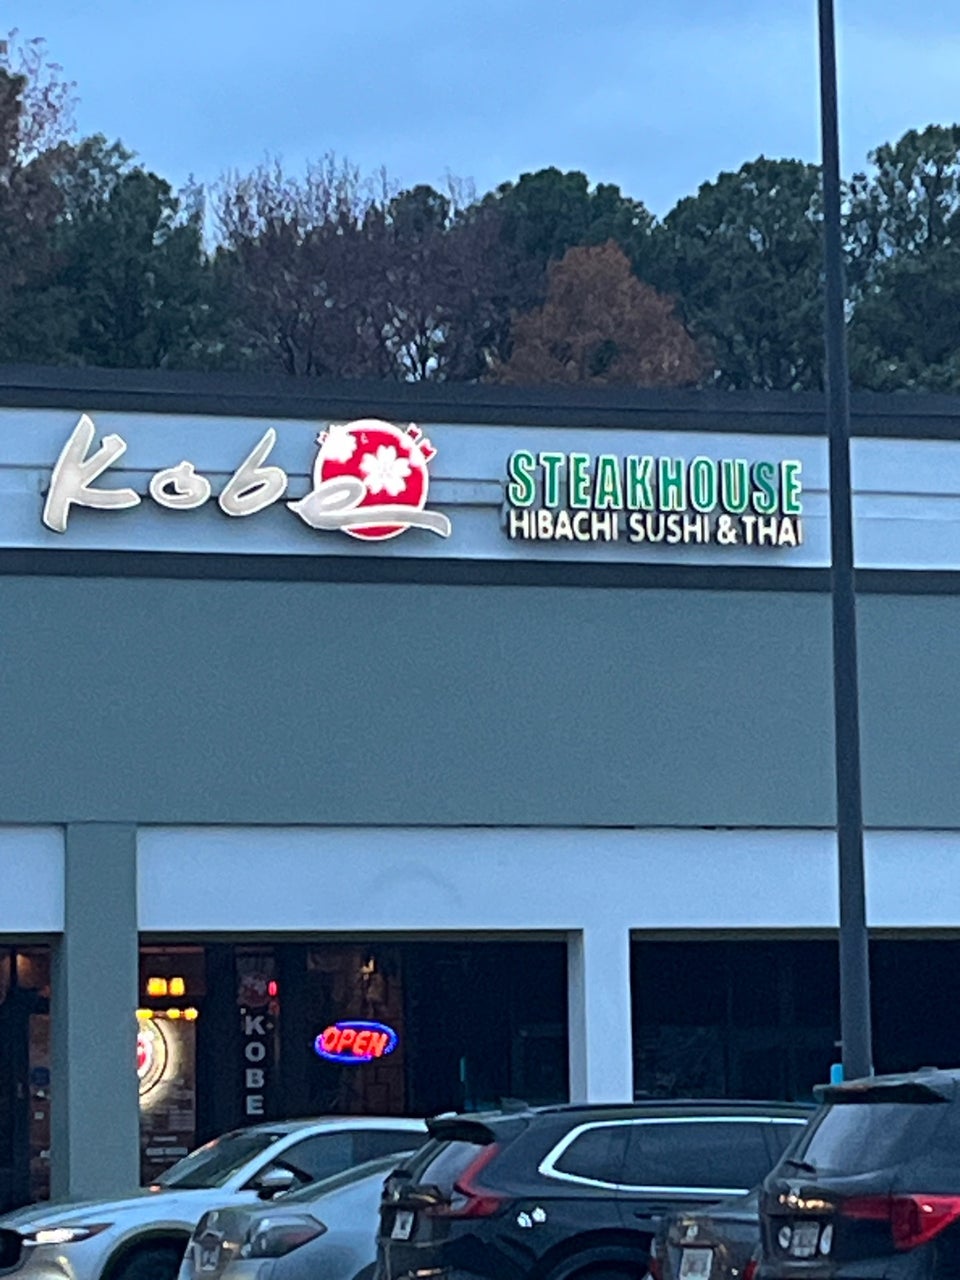 Kobe
STEAKHOUSE
HIBACHI SUSHI & THAI
KOBE
OPEN